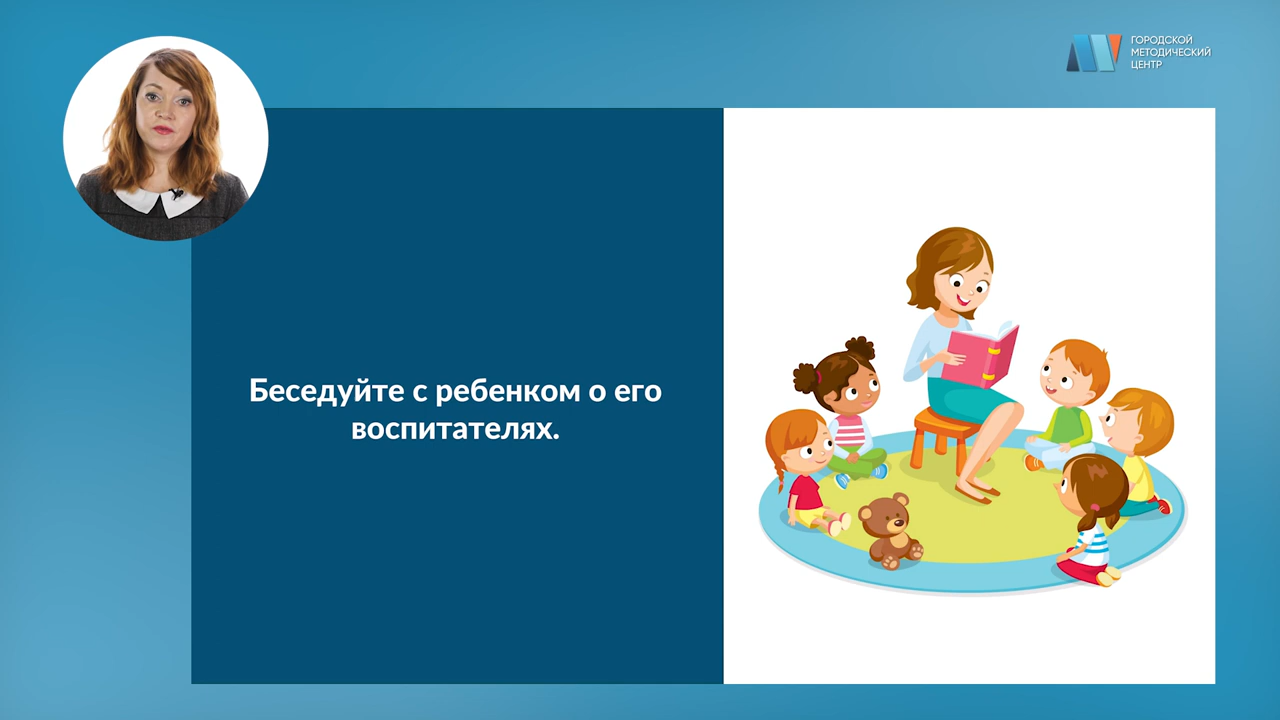 ГОРОДСКОЙ
МЕТОДИЧЕСКИЙ
ЦЕНТР
Беседуйте с ребенком о его
воспитателях.